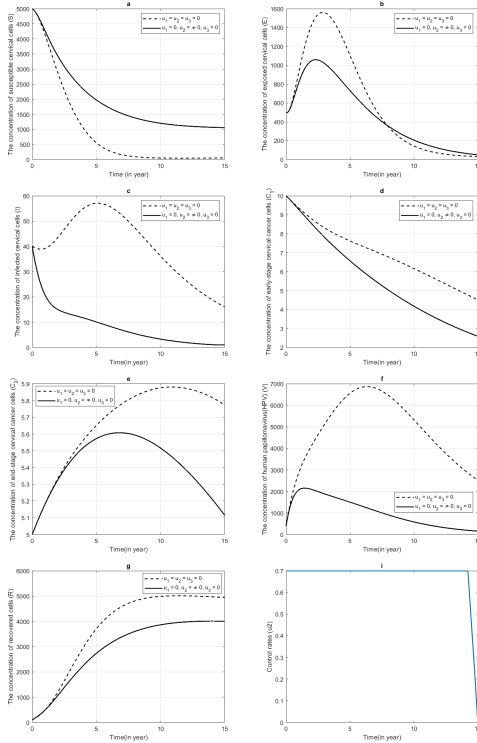 a
The concentration of susceptible cervical cells (S)
5000
4500
4000
3500
3000
2500
2000
1500
1000
500
0
u1 = u2 = u3 = 0
u1 = 0, u2 = ≠ 0, u3 = 0
0 5 10 15
Time (in year)
b
The concentration of exposed cervical cells (E)
1600
1400
1200
1000
800
600
400
200
0
u1 = u2 = u3 = 0
u1 = 0, u2 = ≠ 0, u3 = 0
0 5 10 15
Time(in year)
c
The concentration of infected cervical cells (I)
60
50
40
30
20
10
0
u1 = u2 = u3 = 0
u1 = 0, u2 = ≠ 0, u3 = 0
0 5 10 15
Time(in year)
d
The concentration of early-stage cervical cancer cells (C1)
10
9
8
7
6
5
4
3
2
u1 = u2 = u3 = 0
u1 = 0, u2 = ≠ 0, u3 = 0
0 5 10 15
Time(in year)
e
The concentration of end-stage cervical cancer cells (C2)
5.9
5.8
5.7
5.6
5.5
5.4
5.3
5.2
5.1
5
u1 = u2 = u3 = 0
u1 = 0, u2 = ≠ 0, u3 = 0
0 5 10 15
Time(in year)
f
The concentration of human papillomavirus(HPV) (V)
7000
6000
5000
4000
3000
2000
1000
0
u1 = u2 = u3 = 0
u1 = 0, u2 = ≠ 0, u3 = 0
0 5 10 15
Time(in year)
g
The concentration of recovered cells (R)
6000
5000
4000
3000
2000
1000
0
u1 = u2 = u3 = 0
u1 = 0, u2 = ≠ 0, u3 = 0
0 5 10 15
Time(in year)
i
Control rates (u2)
0.7
0.6
0.5
0.4
0.3
0.2
0.1
0
0 5 10 15
Time(in year)